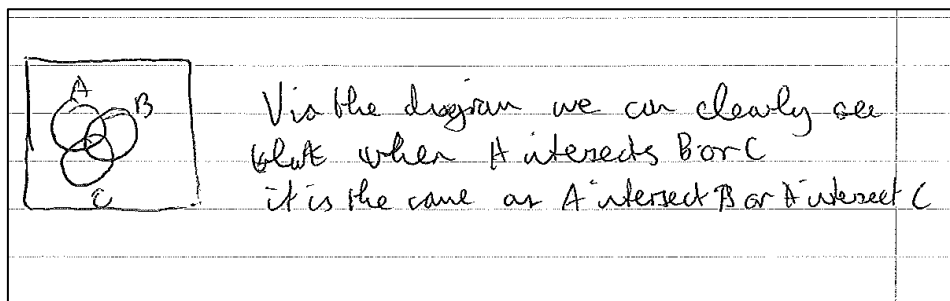 A
B
C
Via the diagram we can clearly see
that when A intersects B or C
it is the same as A intersect B or A intersect C